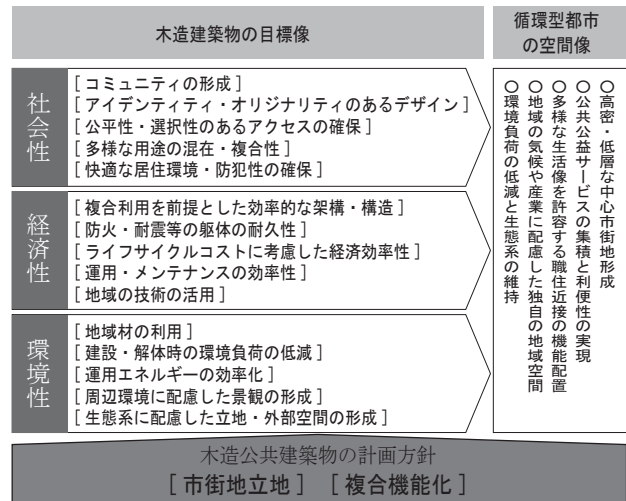 木造建築物の目標像
循環型都市
の空間像
社会性
[ コミュニティの形成 ]
[ アイデンティティ・オリジナリティのあるデザイン ]
[ 公平性・選択性のあるアクセスの確保 ]
[ 多様な用途の混在・複合性 ]
[ 快適な居住環境・防犯性の確保 ]
経済性
[ 複合利用を前提とした効率的な架構・構造 ]
[ 防火・耐震等の躯体の耐久性 ]
[ ライフサイクルコストに考慮した経済効率性 ]
[ 運用・メンテナンスの効率性 ]
[ 地域の技術の活用 ]
環境性
[ 地域材の利用 ]
[ 建設・解体時の環境負荷の低減 ]
[ 運用エネルギーの効率化 ]
[ 周辺環境に配慮した景観の形成 ]
[ 生態系に配慮した立地・外部空間の形成 ]
○高密・低層な中心市街地形成
○公共公益サービスの集積と利便性の実現
○多様な生活像を許容する職住近接の機能配置
○地域の気候や産業に配慮した独自の地域空間
○環境負荷の低減と生態系の維持
木造公共建築物の計画方針
[ 市街地立地 ] [ 複合機能化 ]